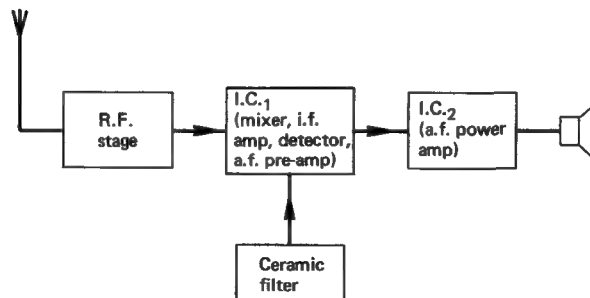 R.F.
stage
I.C.1
(mixer, i.f.
amp, detector,
a.f. pre-amp)
I.C.2
(a.f. power
amp)
Ceramic
filter